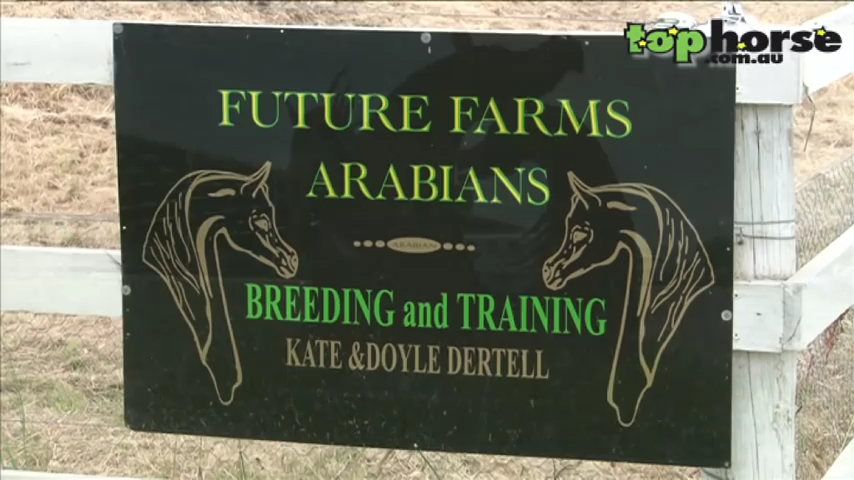 tophorse
.com.au
FUTURE FARMS
ARABIANS
ARABIAN
BREEDING and TRAINING
KATE &DOYLE DERTELL